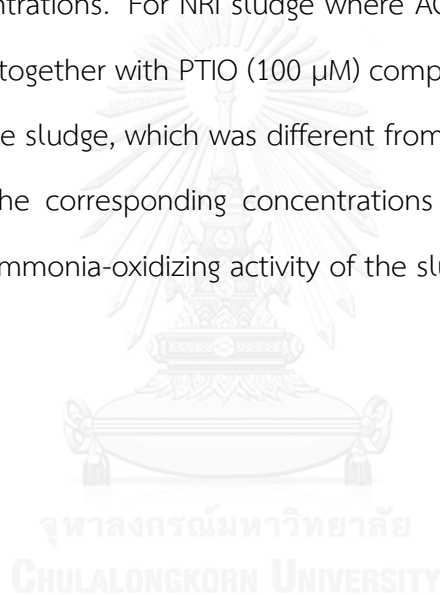 ntrations. For NRI sludge where AC
together with PTIO (100 µM) comp
e sludge, which was different from
he corresponding concentrations
mmonia-oxidizing activity of the slu
จุฬาลงกรณ์มหาวิทยาลัย
CHULALONGKORN UNIVERSITY